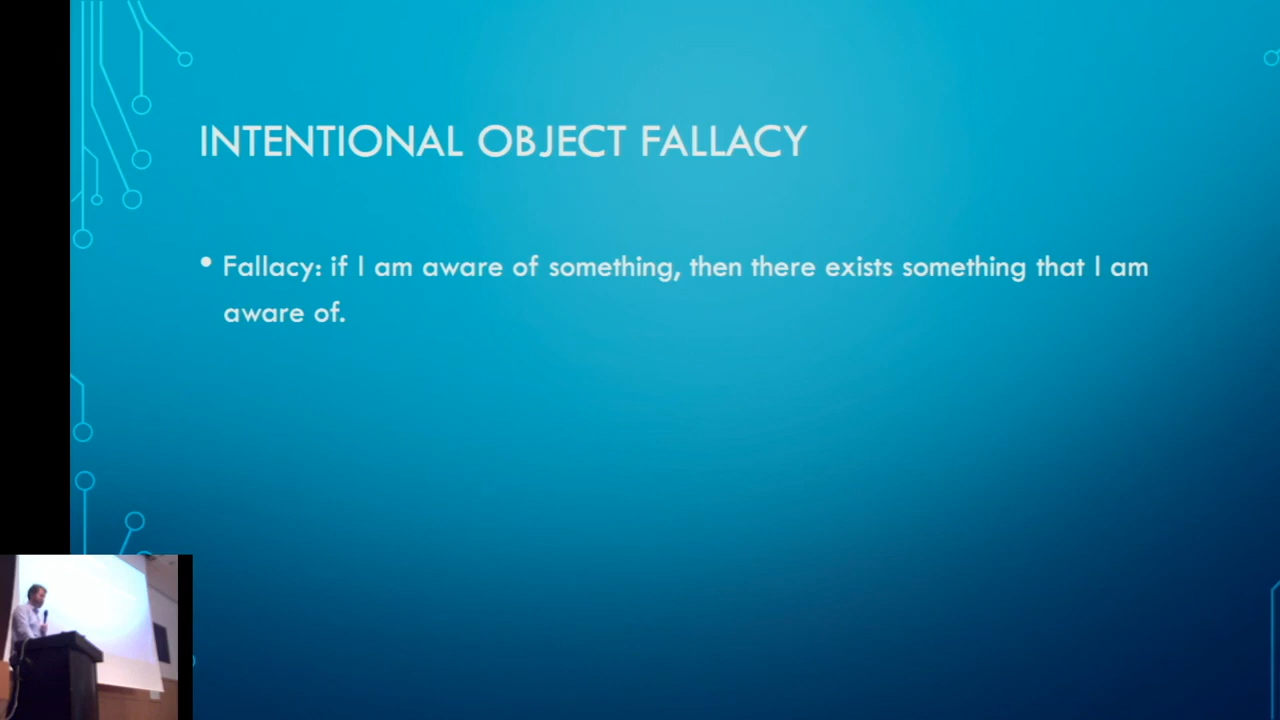 INTENTIONAL OBJECT FALLACY
• Fallacy: if I am aware of something, then there exists something that I am
aware of.